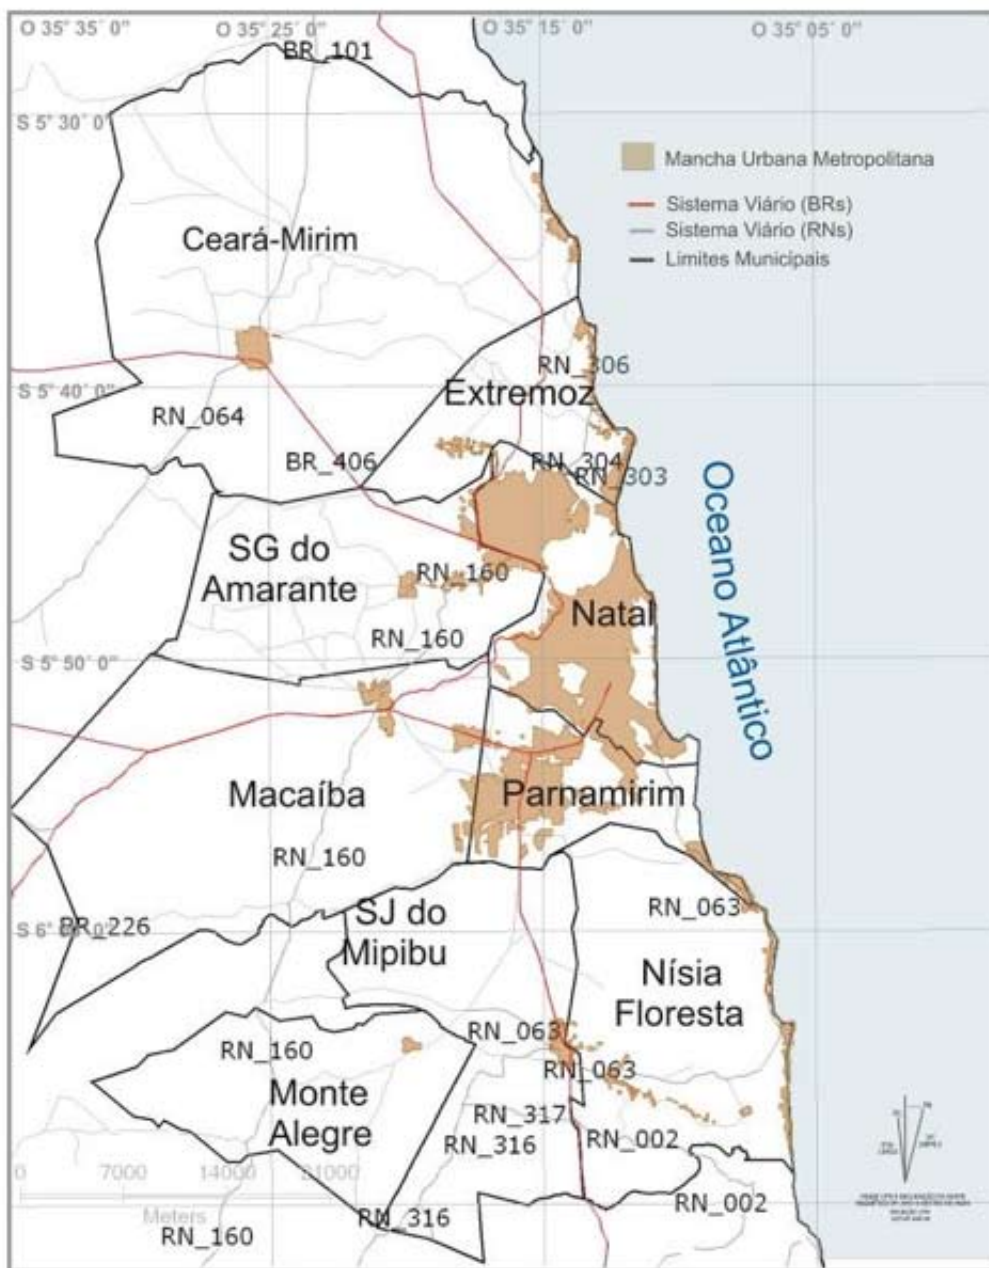 O 35° 35' 0"
O 35° 25' 0"
O 35° 15' 0"
O 35° 05' 0"
BR_101
S 5° 30' 0"
Mancha Urbana Metropolitana
Sistema Viário (BRs)
Sistema Viário (RNs)
Limites Municipais
Ceará-Mirim
RN_306
S 5° 40' 0"
Extremoz
RN_064
BR_406
RN_304
RN_303
Oceano Atlântico
SG do
Amarante
RN_160
Natal
RN_160
S 5° 50' 0"
Macaíba
Parnamirim
RN_160
RN_063
SJ do
Mipibu
BR_226
Nísia
Floresta
RN_063
RN_160
RN_063
Monte
Alegre
RN_317
RN_316
RN_002
0 7000 14000 21000
Meters
RN_316
RN_002
RN_160